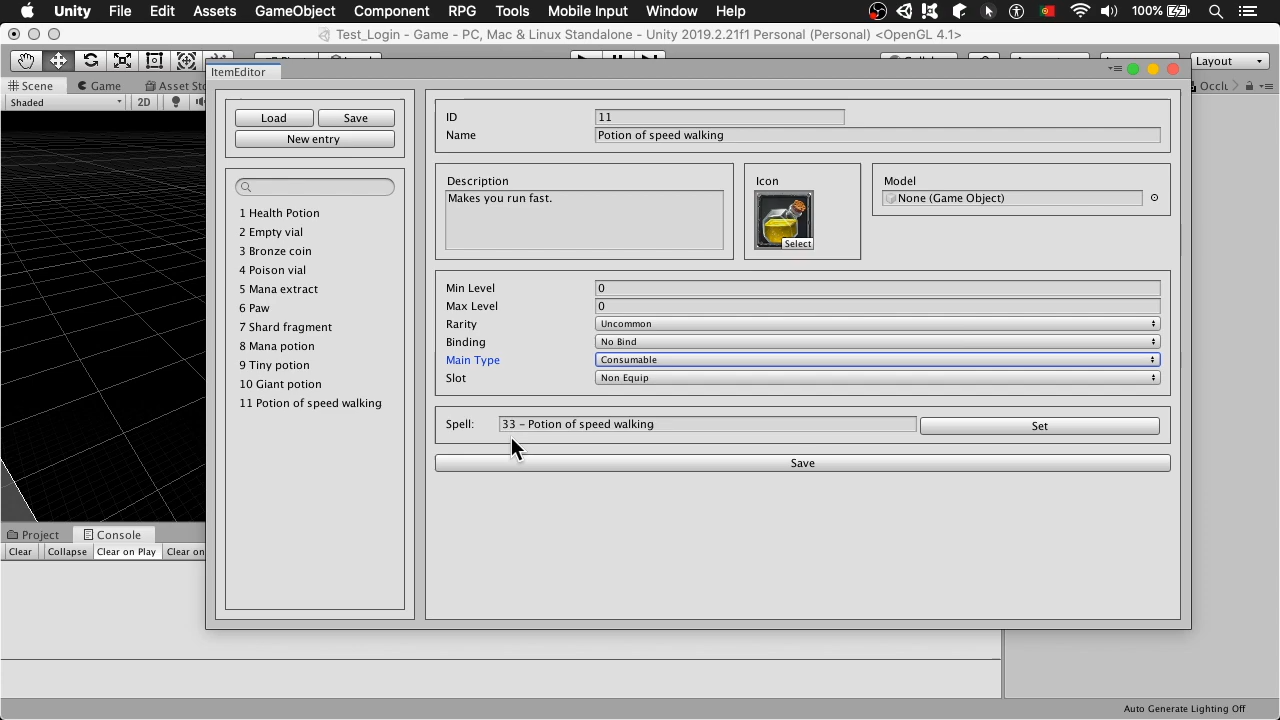 Unity File Edit Assets GameObject Component RPG Tools Mobile Input Window Help 100%
Test_Login - Game - PC, Mac & Linux Standalone - Unity 2019.2.21f1 Personal (Personal) <OpenGL 4.1>
Layout
ItemEditor
Scene Game Asset Sto Occlu
Shaded 2D
Load Save
New entry
ID 11
Name Potion of speed walking
Description Icon Model
Makes you run fast. None (Game Object)
Select
1 Health Potion
2 Empty vial
3 Bronze coin
4 Poison vial
5 Mana extract
6 Paw
7 Shard fragment
8 Mana potion
9 Tiny potion
10 Giant potion
11 Potion of speed walking
Min Level 0
Max Level 0
Rarity Uncommon
Binding No Bind
Main Type Consumable
Slot Non Equip
Spell: 33 - Potion of speed walking Set
Save
Project Console
Clear Collapse Clear on Play Clear on
Auto Generate Lighting Off